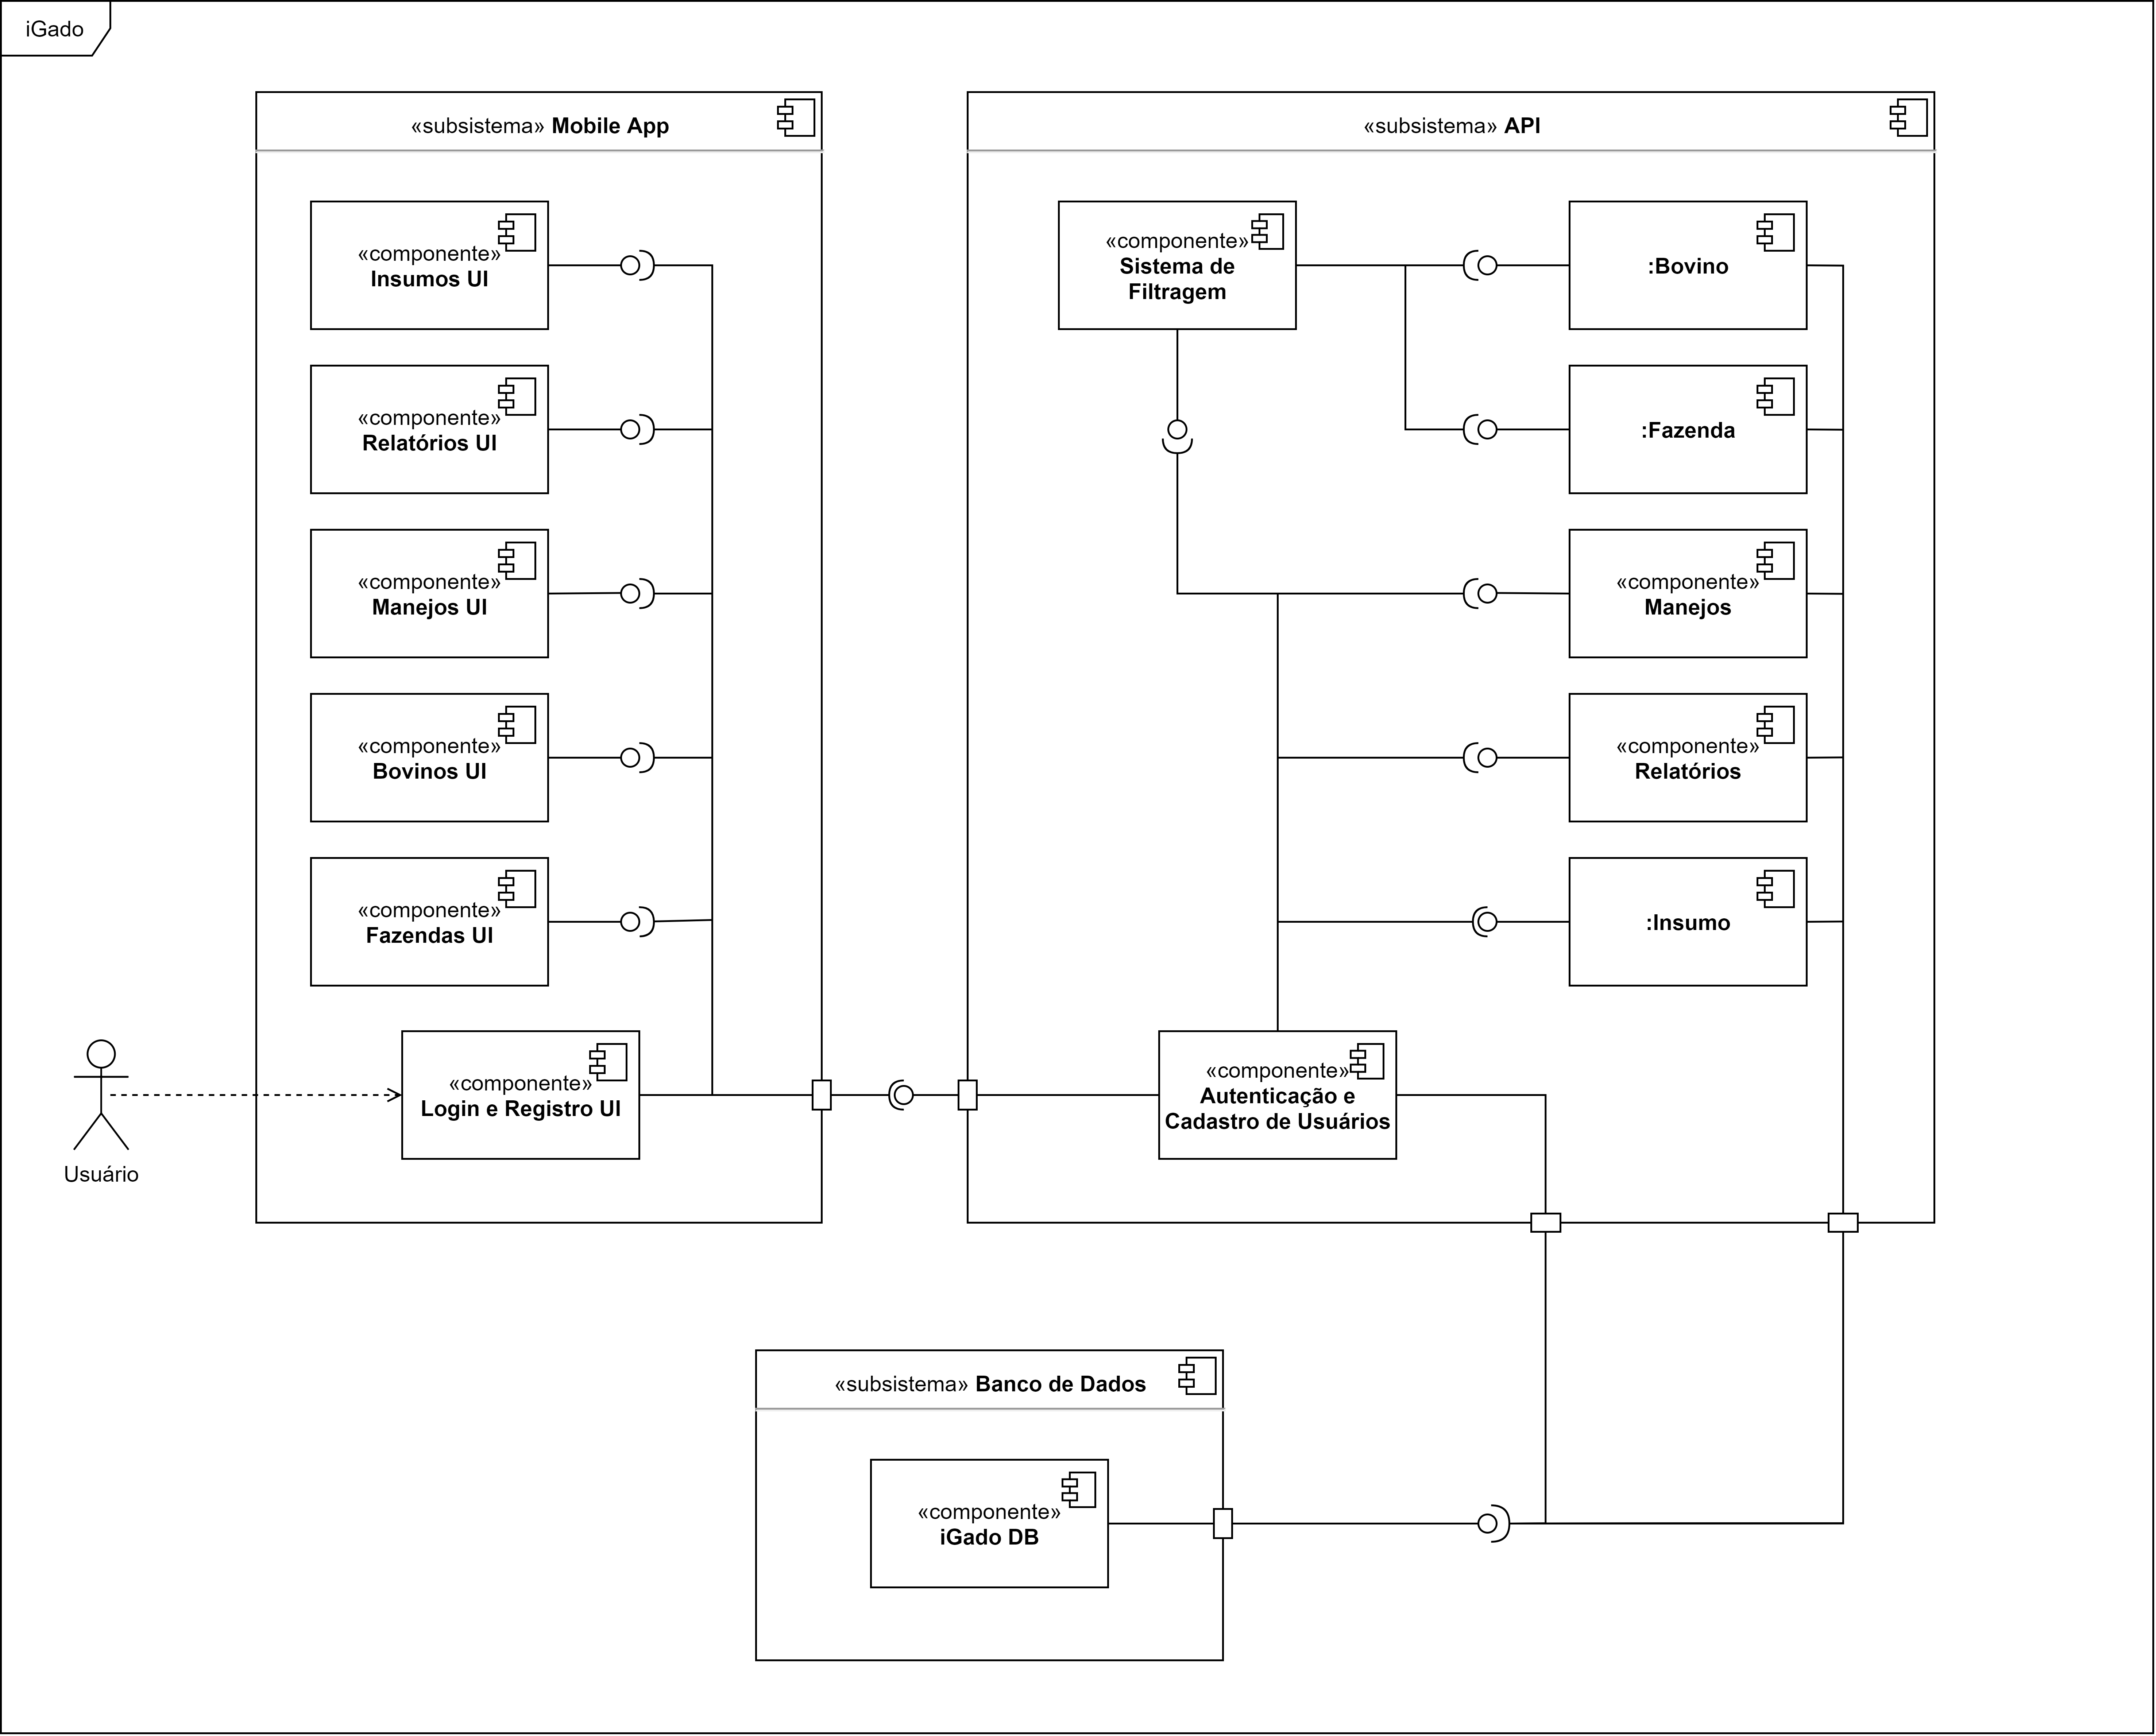 iGado
«subsistema» Mobile App
«componente»
Insumos UI
«componente»
Relatórios UI
«componente»
Manejos UI
«componente»
Bovinos UI
«componente»
Fazendas UI
«componente»
Login e Registro UI
Usuário
«subsistema» API
«componente»
Sistema de
Filtragem
:Bovino
:Fazenda
«componente»
Manejos
«componente»
Relatórios
:Insumo
«componente»
Autenticação e
Cadastro de Usuários
«subsistema» Banco de Dados
«componente»
iGado DB